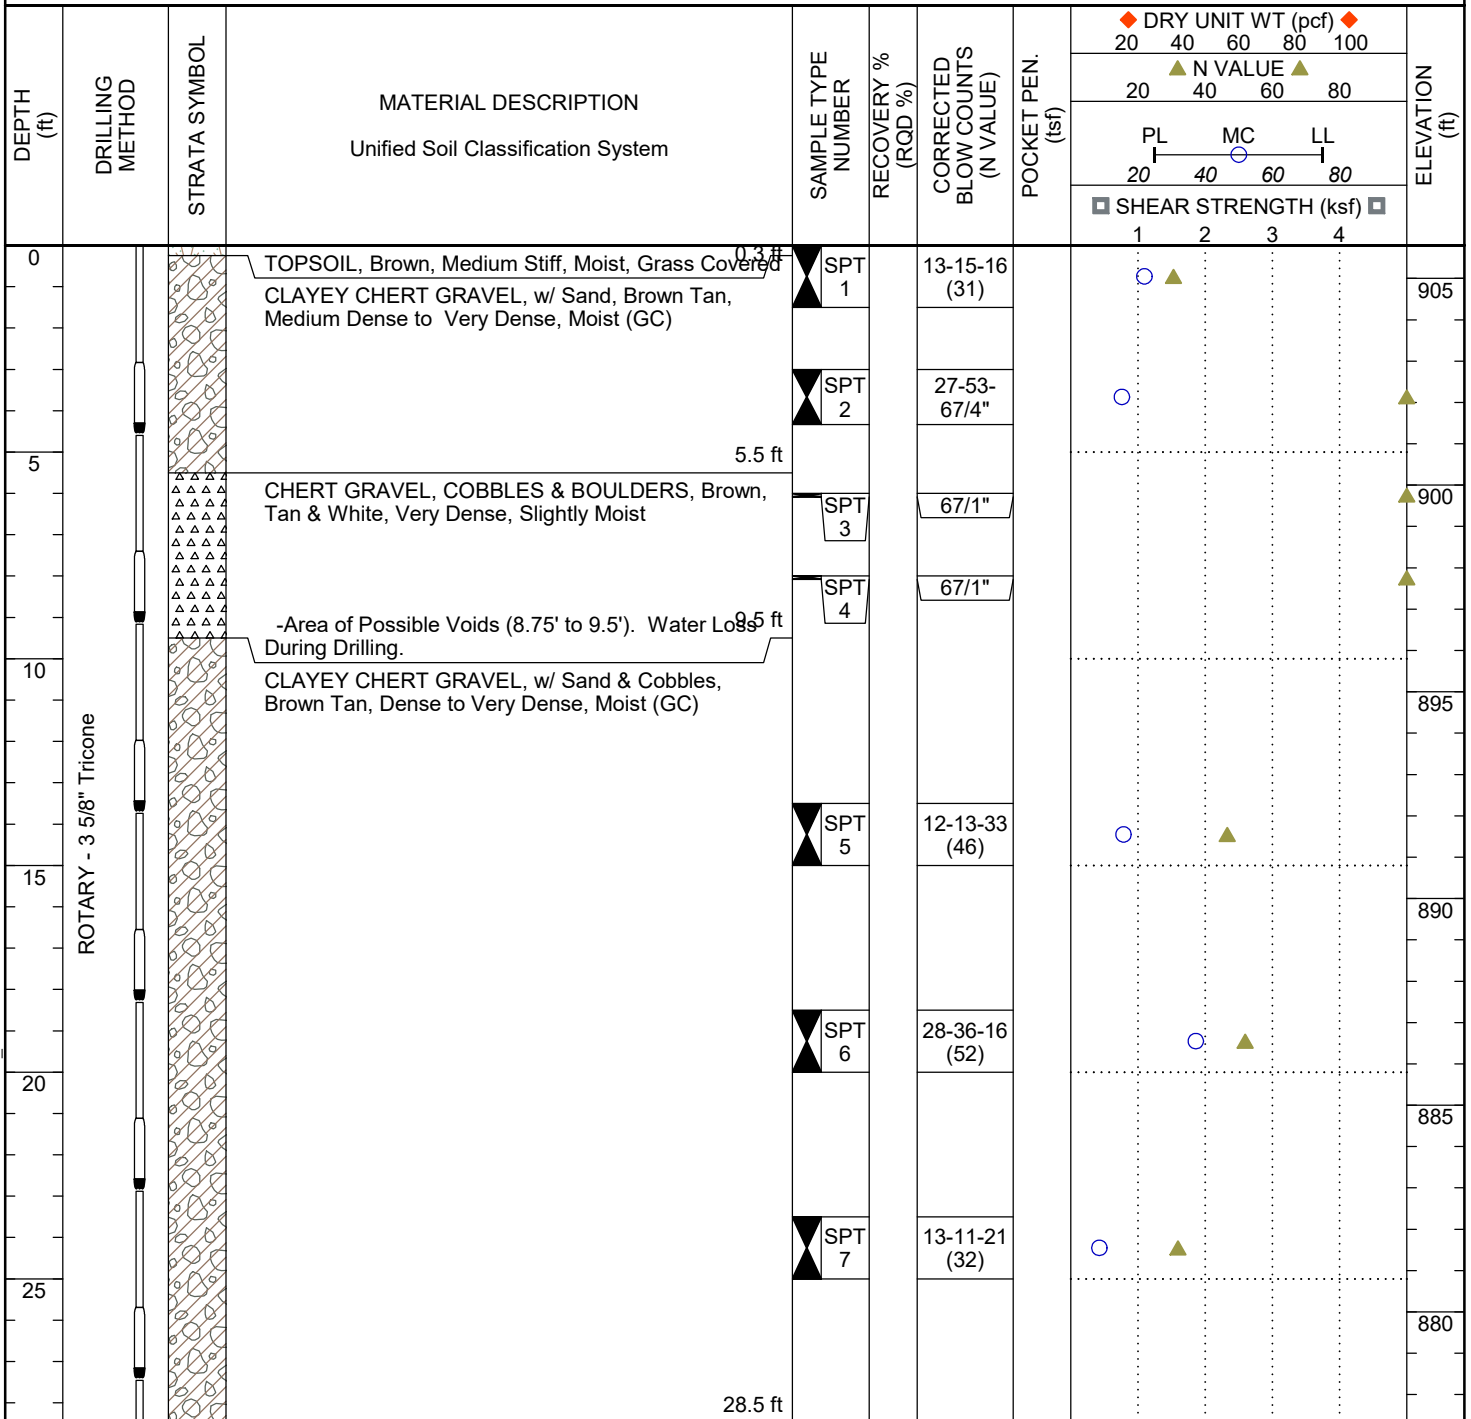 DEPTH
(ft)
DRILLING
METHOD
STRATA SYMBOL
MATERIAL DESCRIPTION
Unified Soil Classification System
SAMPLE TYPE
NUMBER
RECOVERY %
(RQD %)
CORRECTED
BLOW COUNTS
(N VALUE)
POCKET PEN.
(tsf)
DRY UNIT WT (pcf)
20 40 60 80 100
N VALUE
20 40 60 80
PL MC LL
20 40 60 80
SHEAR STRENGTH (ksf)
1 2 3 4
ELEVATION
(ft)
0
0.3 ft
TOPSOIL, Brown, Medium Stiff, Moist, Grass Covered
CLAYEY CHERT GRAVEL, w/ Sand, Brown Tan,
Medium Dense to Very Dense, Moist (GC)
SPT
1
13-15-16
(31)
905
SPT
2
27-53-
67/4"
5
5.5 ft
CHERT GRAVEL, COBBLES & BOULDERS, Brown,
Tan & White, Very Dense, Slightly Moist
SPT
3
67/1"
900
SPT
4
67/1"
9.5 ft
-Area of Possible Voids (8.75' to 9.5'). Water Loss
During Drilling.
10
CLAYEY CHERT GRAVEL, w/ Sand & Cobbles,
Brown Tan, Dense to Very Dense, Moist (GC)
895
ROTARY - 3 5/8" Tricone
SPT
5
12-13-33
(46)
15
890
SPT
6
28-36-16
(52)
20
885
SPT
7
13-11-21
(32)
25
880
28.5 ft